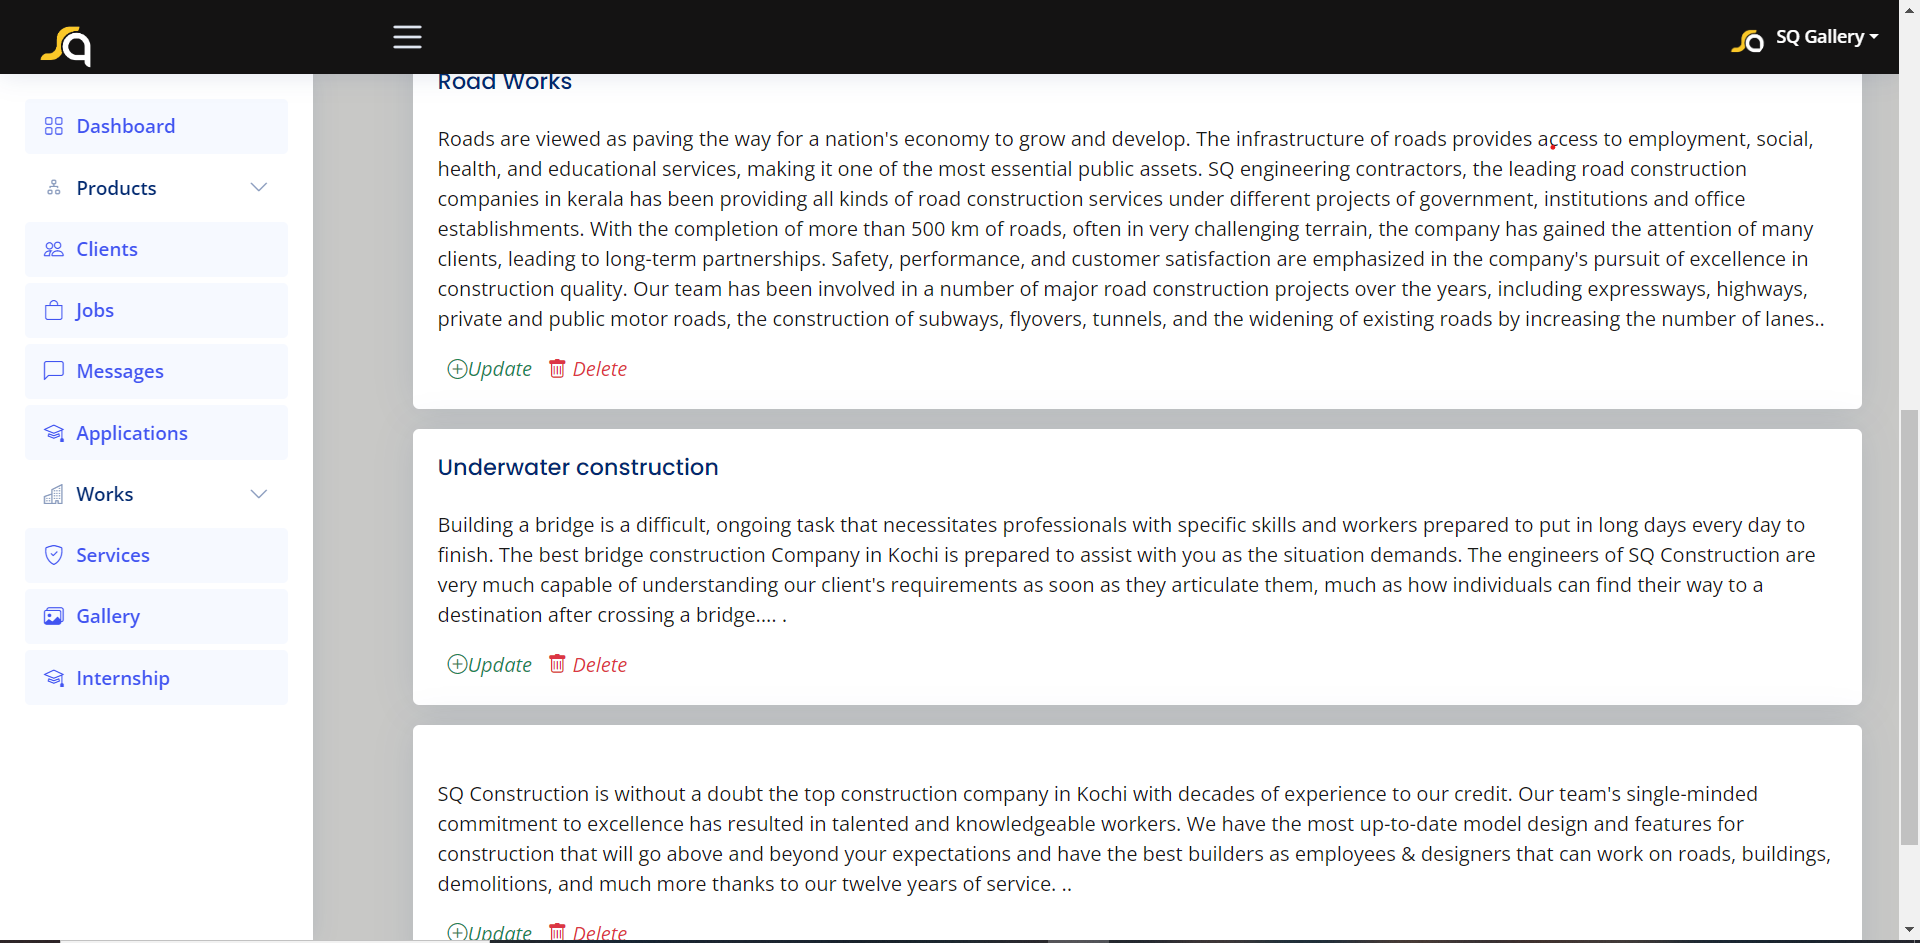 SQ Gallery
Dashboard
Products
Clients
Jobs
Messages
Applications
Works
Services
Gallery
Internship
Road Works
Roads are viewed as paving the way for a nation's economy to grow and develop. The infrastructure of roads provides access to employment, social,
health, and educational services, making it one of the most essential public assets. SQ engineering contractors, the leading road construction
companies in kerala has been providing all kinds of road construction services under different projects of government, institutions and office
establishments. With the completion of more than 500 km of roads, often in very challenging terrain, the company has gained the attention of many
clients, leading to long-term partnerships. Safety, performance, and customer satisfaction are emphasized in the company's pursuit of excellence in
construction quality. Our team has been involved in a number of major road construction projects over the years, including expressways, highways,
private and public motor roads, the construction of subways, flyovers, tunnels, and the widening of existing roads by increasing the number of lanes..
Update Delete
Underwater construction
Building a bridge is a difficult, ongoing task that necessitates professionals with specific skills and workers prepared to put in long days every day to
finish. The best bridge construction Company in Kochi is prepared to assist with you as the situation demands. The engineers of SQ Construction are
very much capable of understanding our client's requirements as soon as they articulate them, much as how individuals can find their way to a
destination after crossing a bridge.... .
Update Delete
SQ Construction is without a doubt the top construction company in Kochi with decades of experience to our credit. Our team's single-minded
commitment to excellence has resulted in talented and knowledgeable workers. We have the most up-to-date model design and features for
construction that will go above and beyond your expectations and have the best builders as employees & designers that can work on roads, buildings,
demolitions, and much more thanks to our twelve years of service. ..
Update Delete